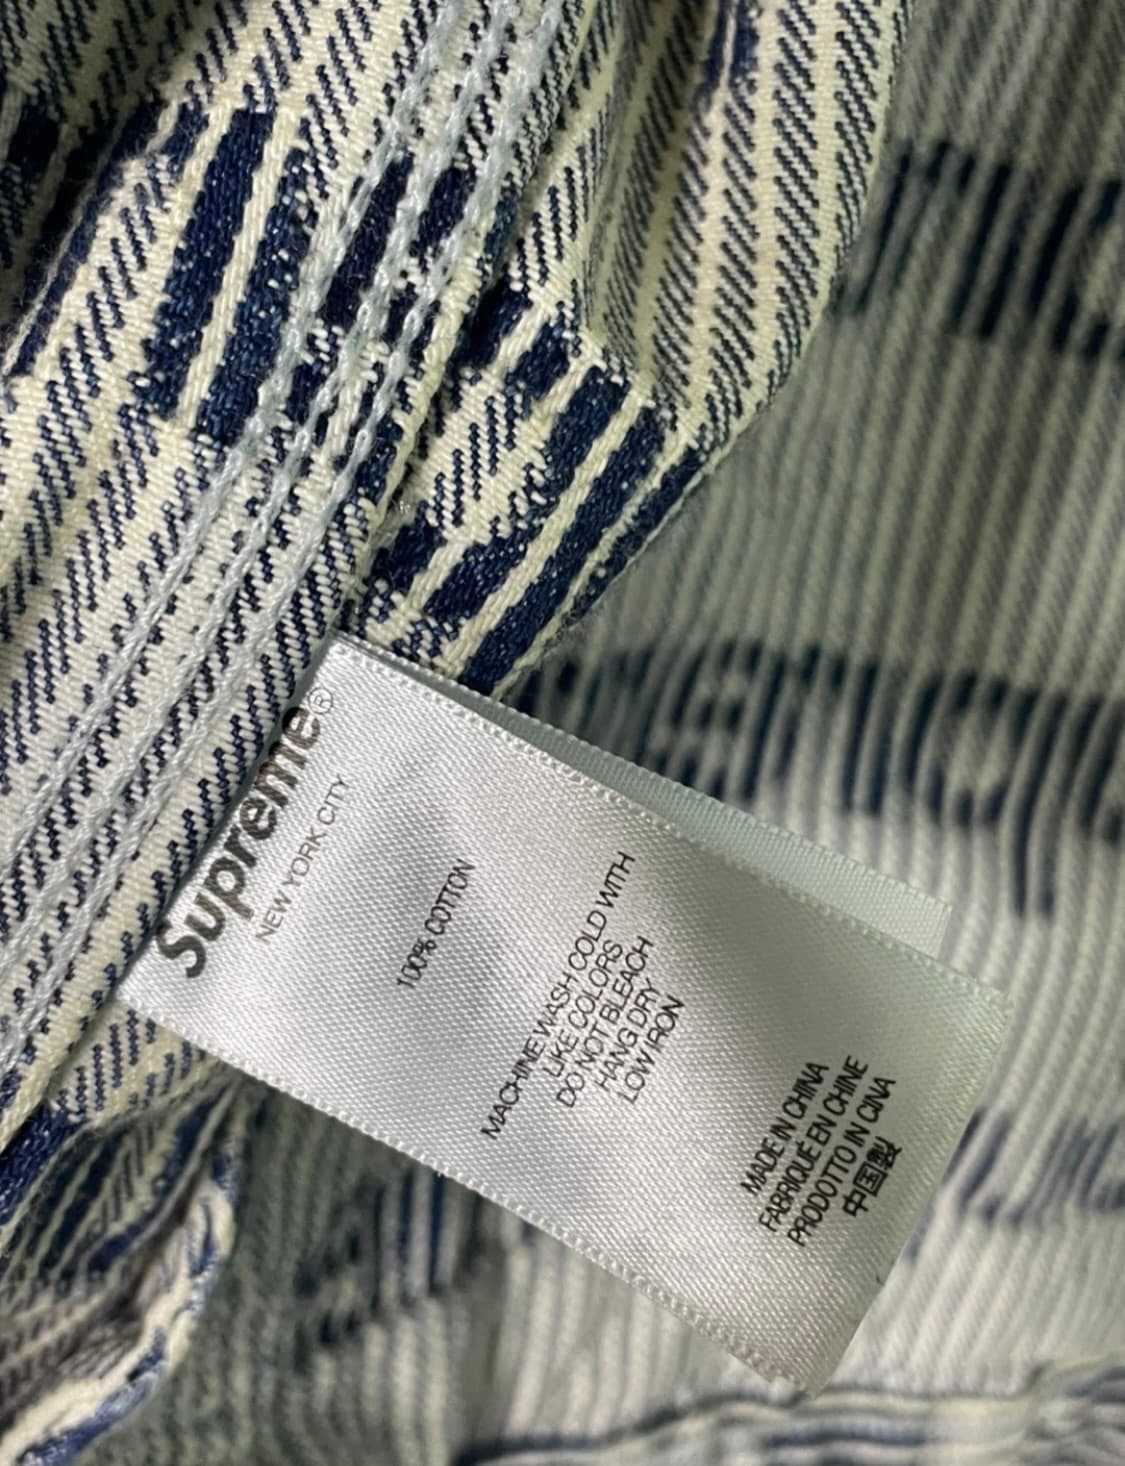 Supreme®
NEW YORK CITY
100% COTTON
MACHINE WASH COLD WITH
LIKE COLORS
DO NOT BLEACH
HANG DRY
LOW IRON
MADE IN CHINA
FABRIQUÉ EN CHINE
PRODOTTO IN CINA
中国製